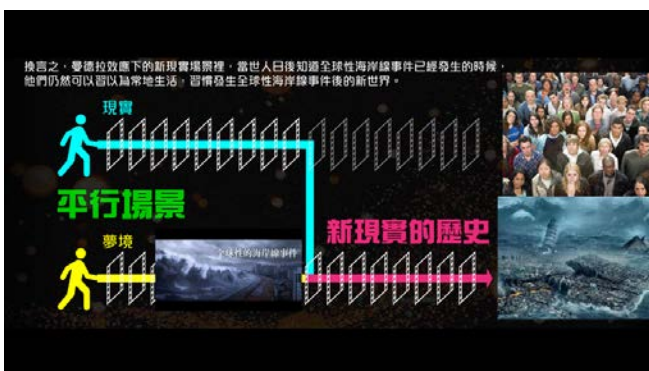 換言之，曼德拉效應下的新現實場景裡，當世人日後知道全球性海岸線事件已經發生的時候，
他們仍然可以習以為常地生活，習慣發生全球性海岸線事件後的新世界。
現實
平行場景
新現實的歷史
夢境
全球性的海岸線事件